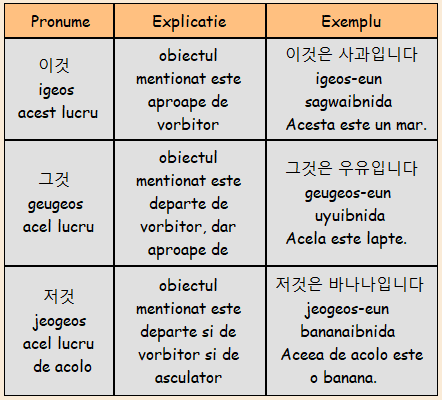 Pronume
Explicatie
Exemplu
이것
igeos
acest lucru
obiectul
mentionat este
aproape de
vorbitor
이것은 사과입니다
igeos-eun
sagwaibnida
Acesta este un mar.
그것
geugeos
acel lucru
obiectul
mentionat este
departe de
vorbitor, dar
aproape de
그것은 우유입니다
geugeos-eun
uyuibnida
Acela este lapte.
저것
jeogeos
acel lucru
de acolo
obiectul
mentionat este
departe si de
vorbitor si de
asculator
저것은 바나나입니다
jeogeos-eun
bananaibnida
Aceea de acolo este
o banana.